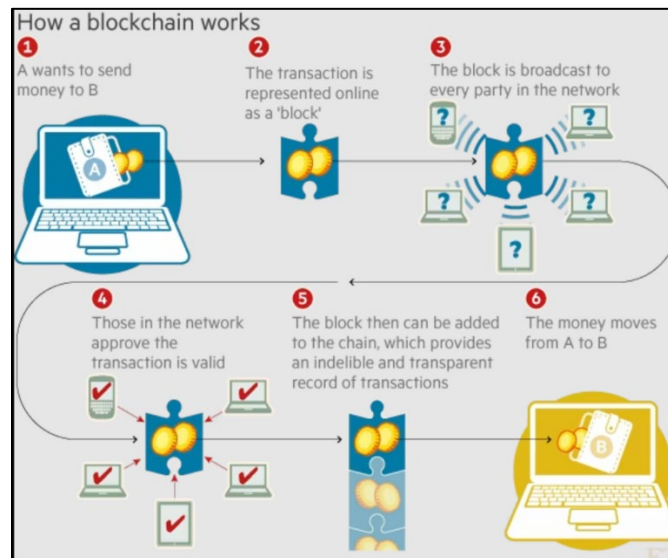 How a blockchain works
1
A wants to send
money to B
2
The transaction is
represented online
as a 'block'
3
The block is broadcast to
every party in the network
A
?
?
?
?
?
4
Those in the network
approve the
transaction is valid
5
The block then can be added
to the chain, which provides
an indelible and transparent
record of transactions
6
The money moves
from A to B
B